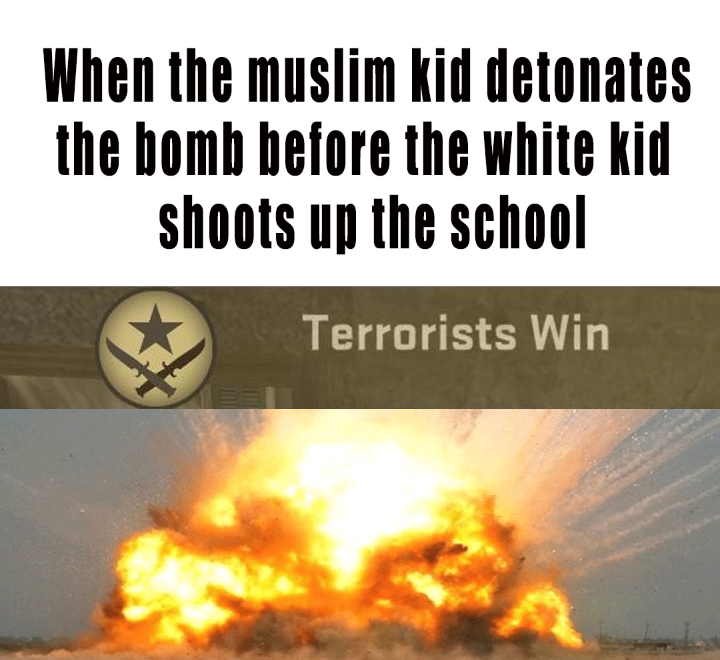 When the muslim kid detonates
the bomb before the white kid
shoots up the school
Terrorists Win